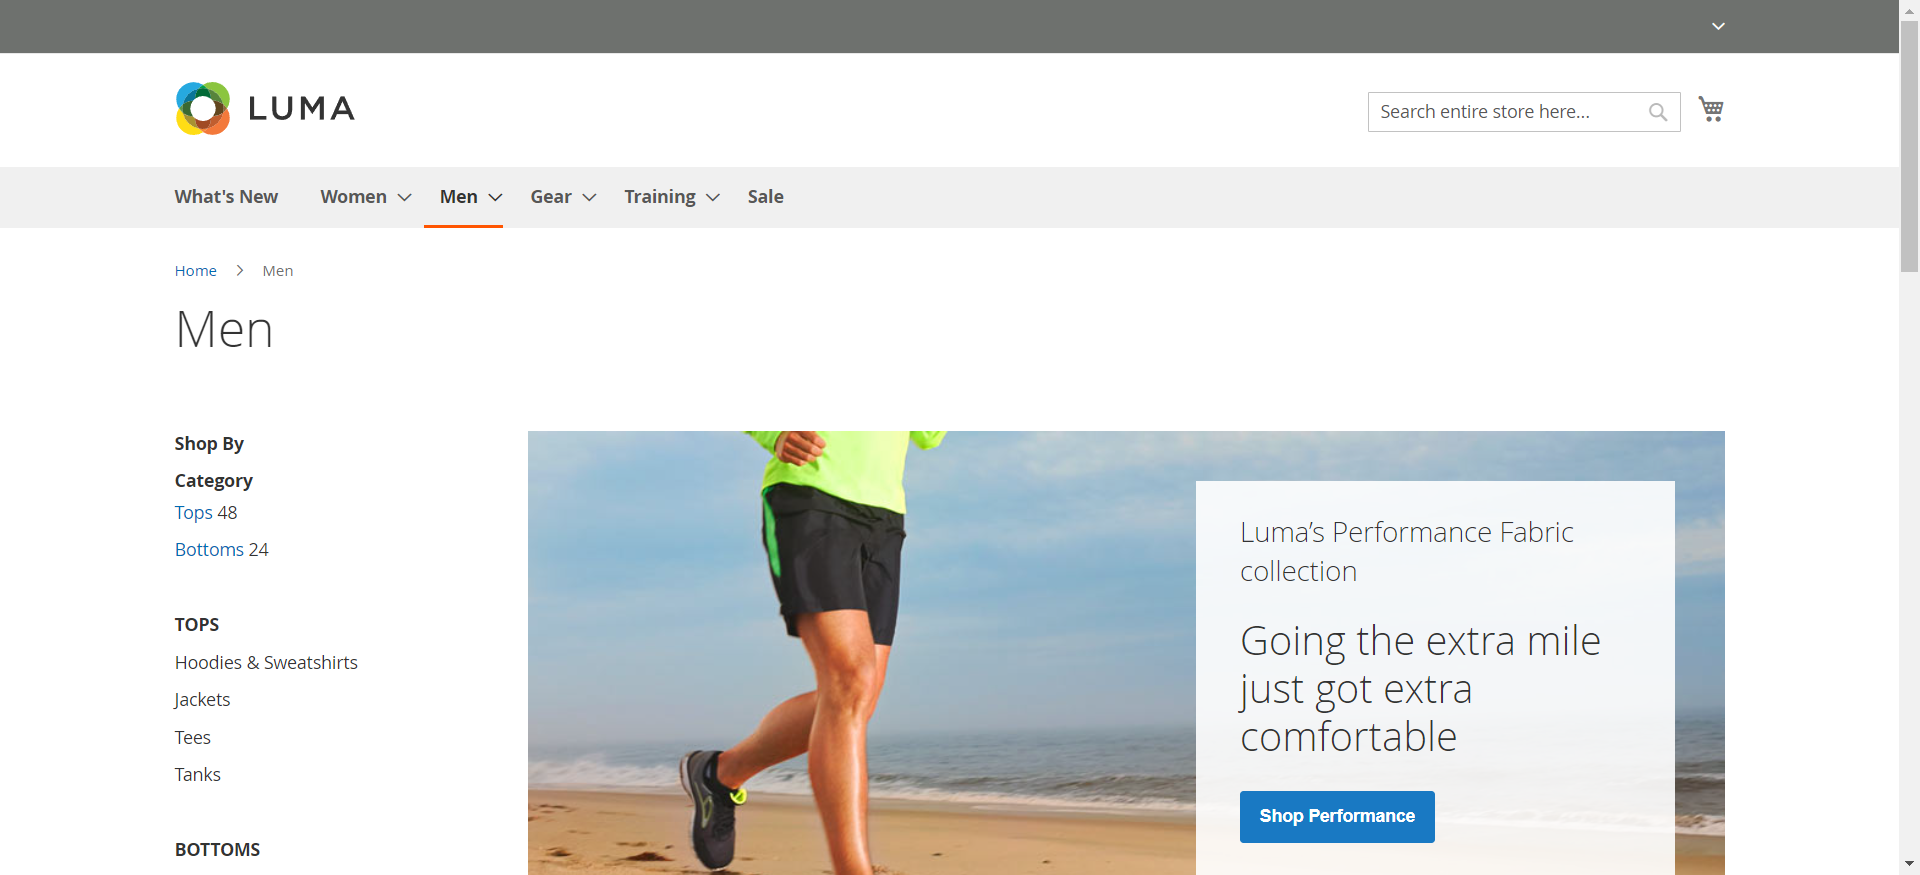 LUMA
Search entire store here...
What's New Women Men Gear Training Sale
Home Men
Men
Shop By
Category
Tops 48
Bottoms 24
TOPS
Hoodies & Sweatshirts
Jackets
Tees
Tanks
BOTTOMS
Luma’s Performance Fabric
collection
Going the extra mile
just got extra
comfortable
Shop Performance